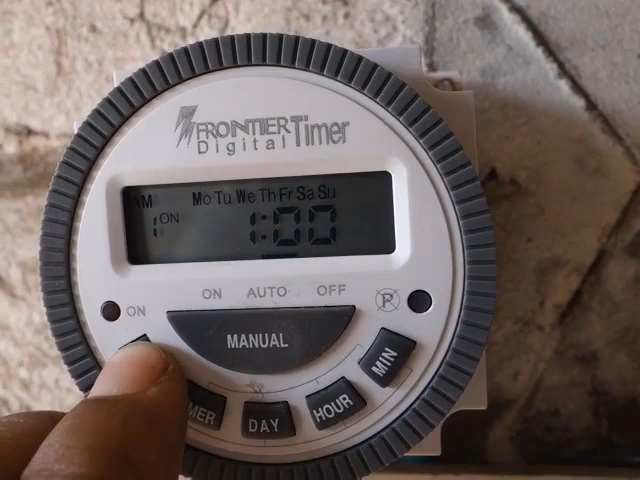 FRONTIER Timer
Digital
AM Mo Tu We Th Fr Sa Su
1 ON 1:00
ON AUTO OFF
ON
P
MANUAL
MIN
HOUR
DAY